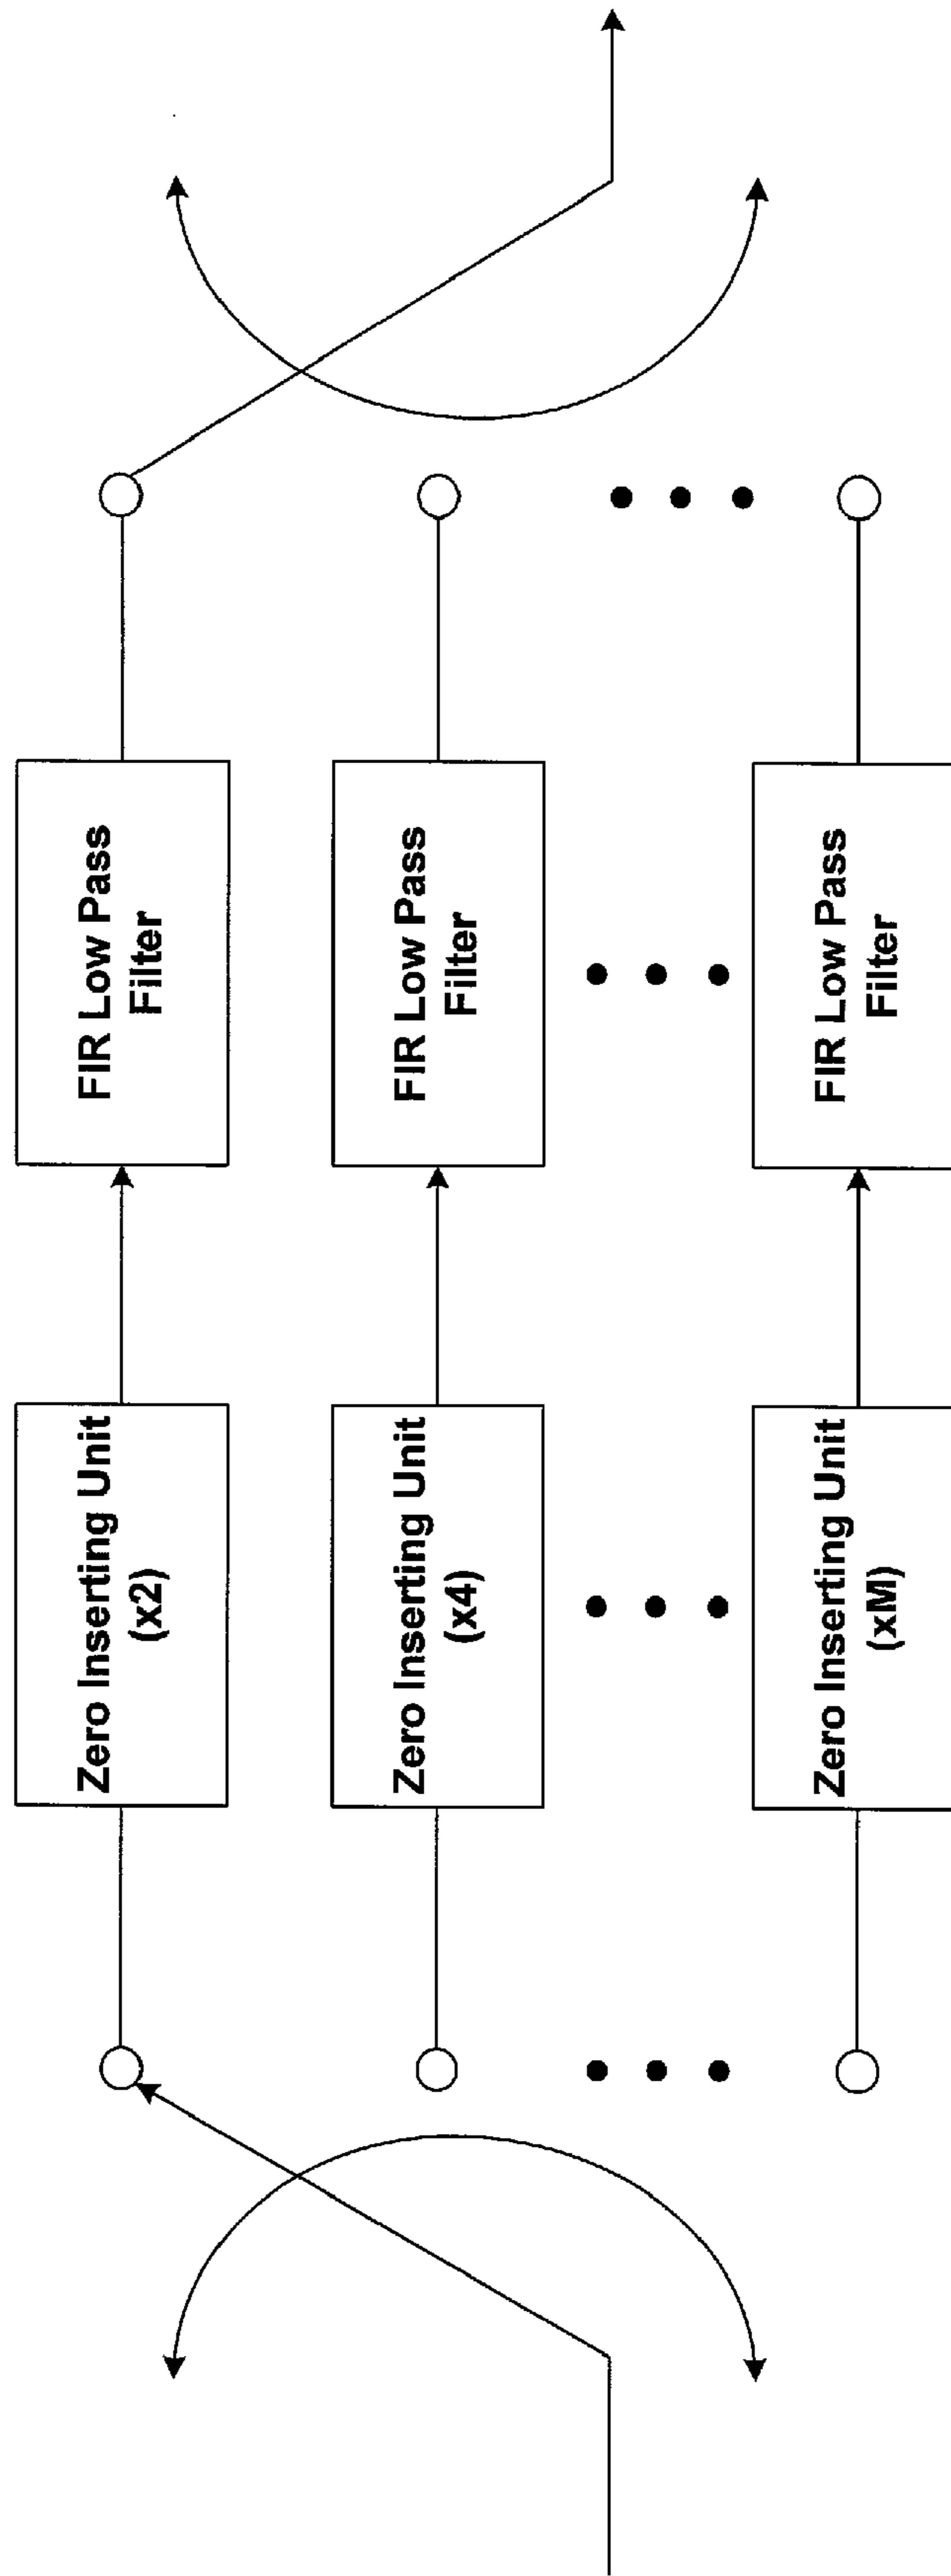 Zero Inserting Unit
(x2)
FIR Low Pass
Filter
Zero Inserting Unit
(x4)
FIR Low Pass
Filter
Zero Inserting Unit
(xM)
FIR Low Pass
Filter